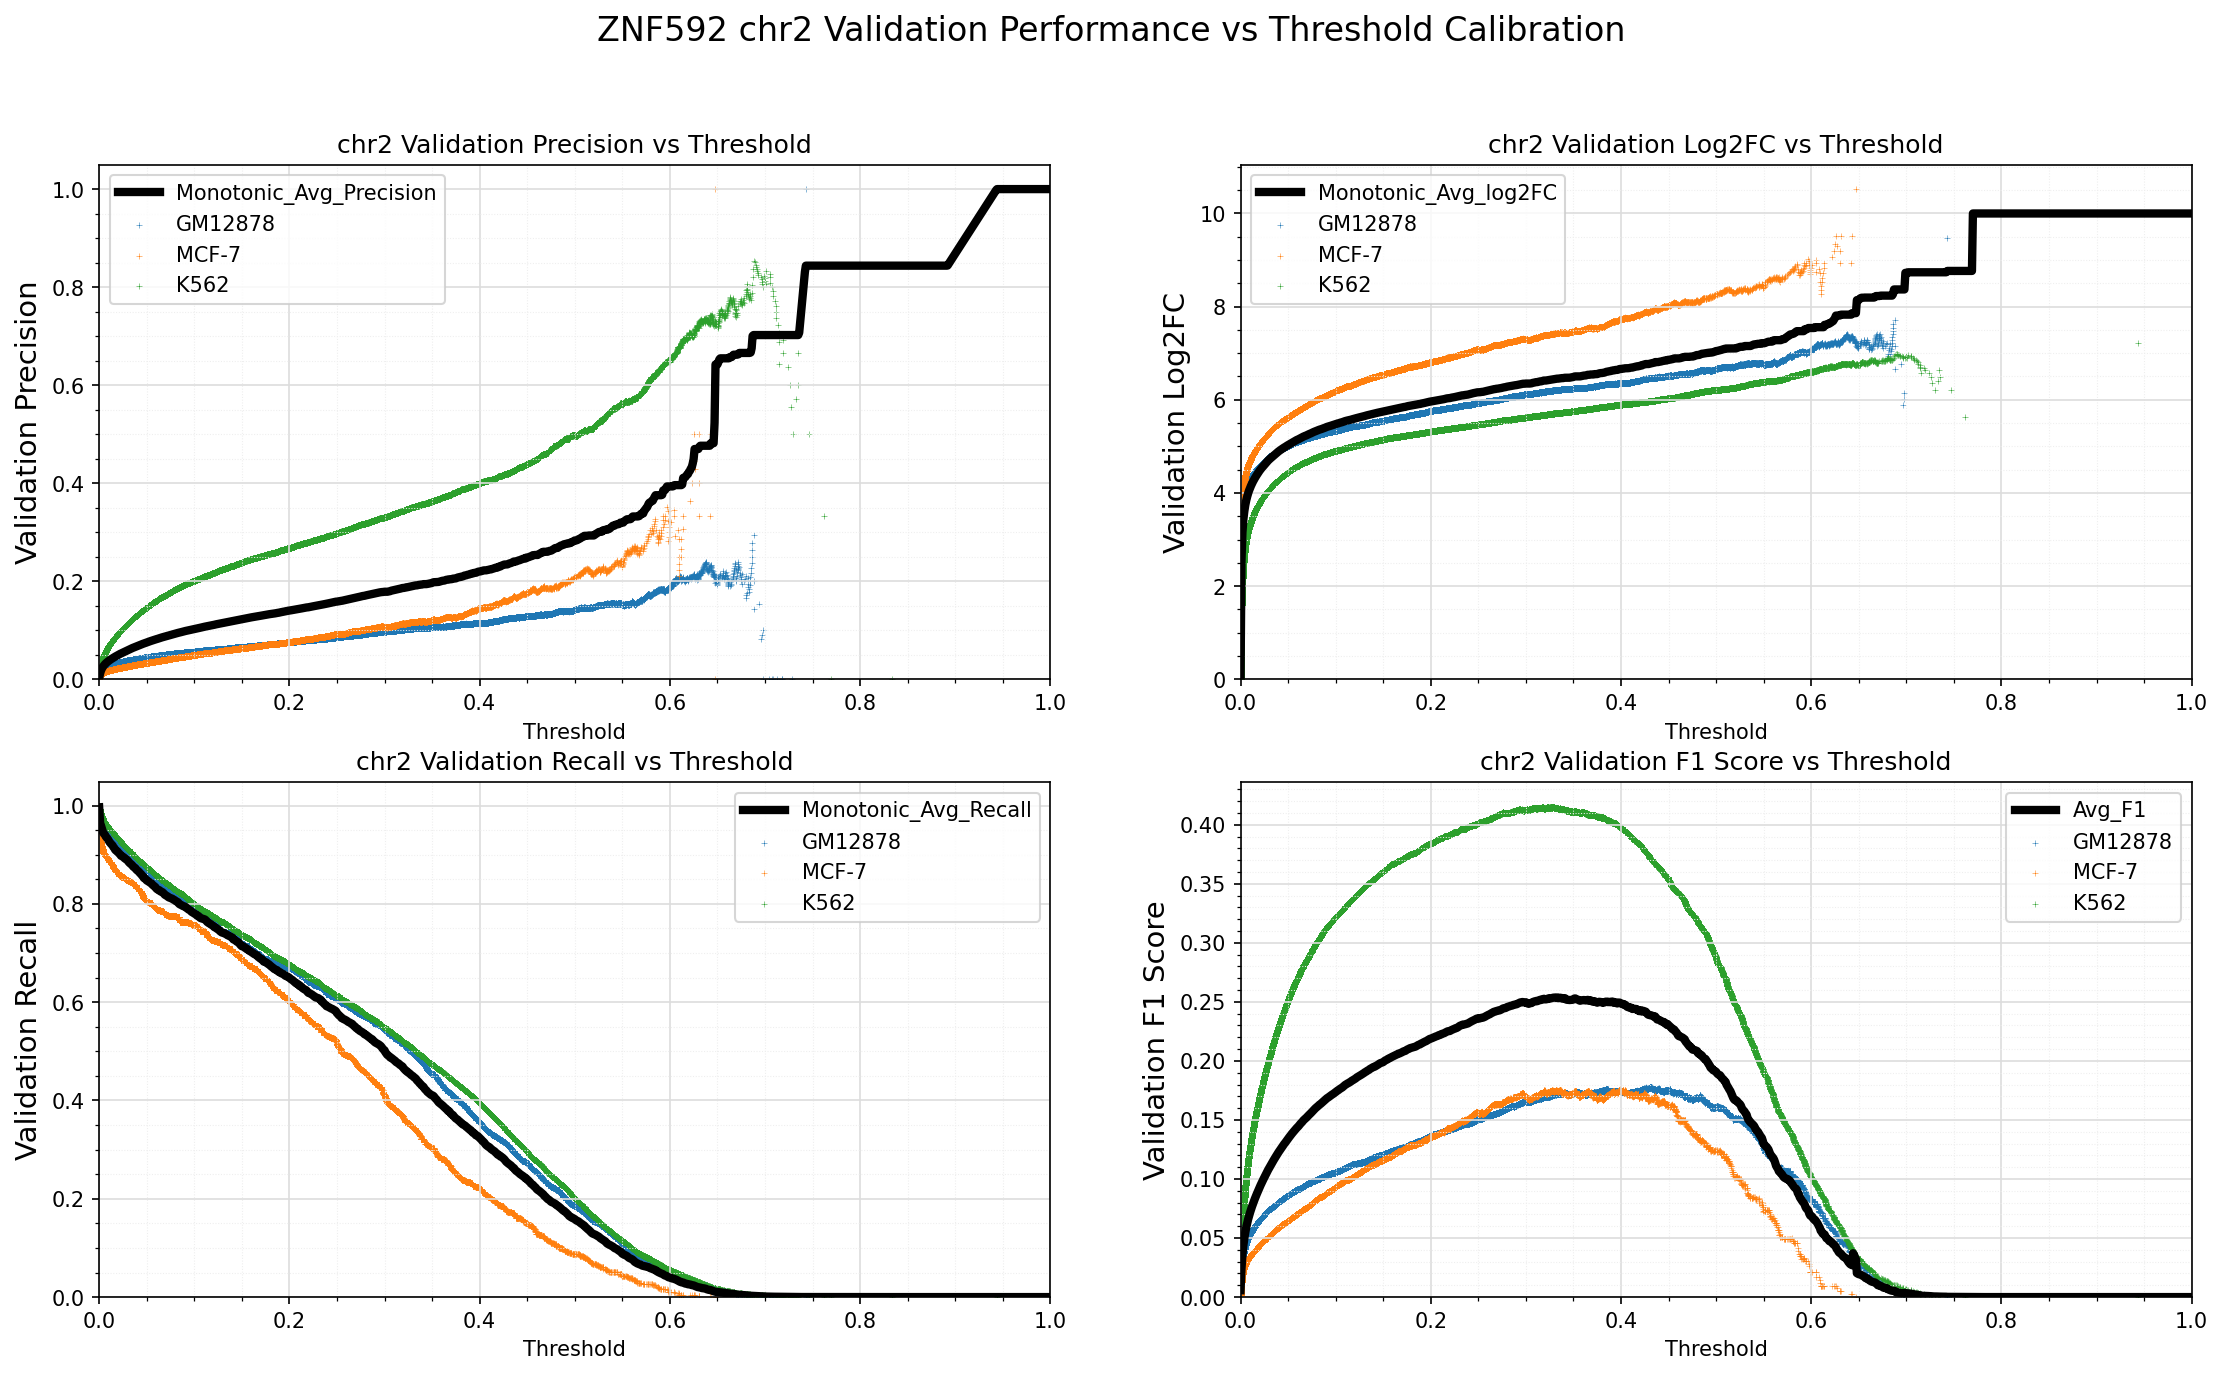 ZNF592 chr2 Validation Performance vs Threshold Calibration
chr2 Validation Precision vs Threshold
Validation Precision
1.0
0.8
0.6
0.4
0.2
0.0
Monotonic_Avg_Precision
GM12878
MCF-7
K562
0.0 0.2 0.4 0.6 0.8 1.0
Threshold
chr2 Validation Log2FC vs Threshold
Validation Log2FC
10
8
6
4
2
0
Monotonic_Avg_log2FC
GM12878
MCF-7
K562
0.0 0.2 0.4 0.6 0.8 1.0
Threshold
chr2 Validation Recall vs Threshold
Validation Recall
1.0
0.8
0.6
0.4
0.2
0.0
Monotonic_Avg_Recall
GM12878
MCF-7
K562
0.0 0.2 0.4 0.6 0.8 1.0
Threshold
chr2 Validation F1 Score vs Threshold
Validation F1 Score
0.40
0.35
0.30
0.25
0.20
0.15
0.10
0.05
0.00
Avg_F1
GM12878
MCF-7
K562
0.0 0.2 0.4 0.6 0.8 1.0
Threshold